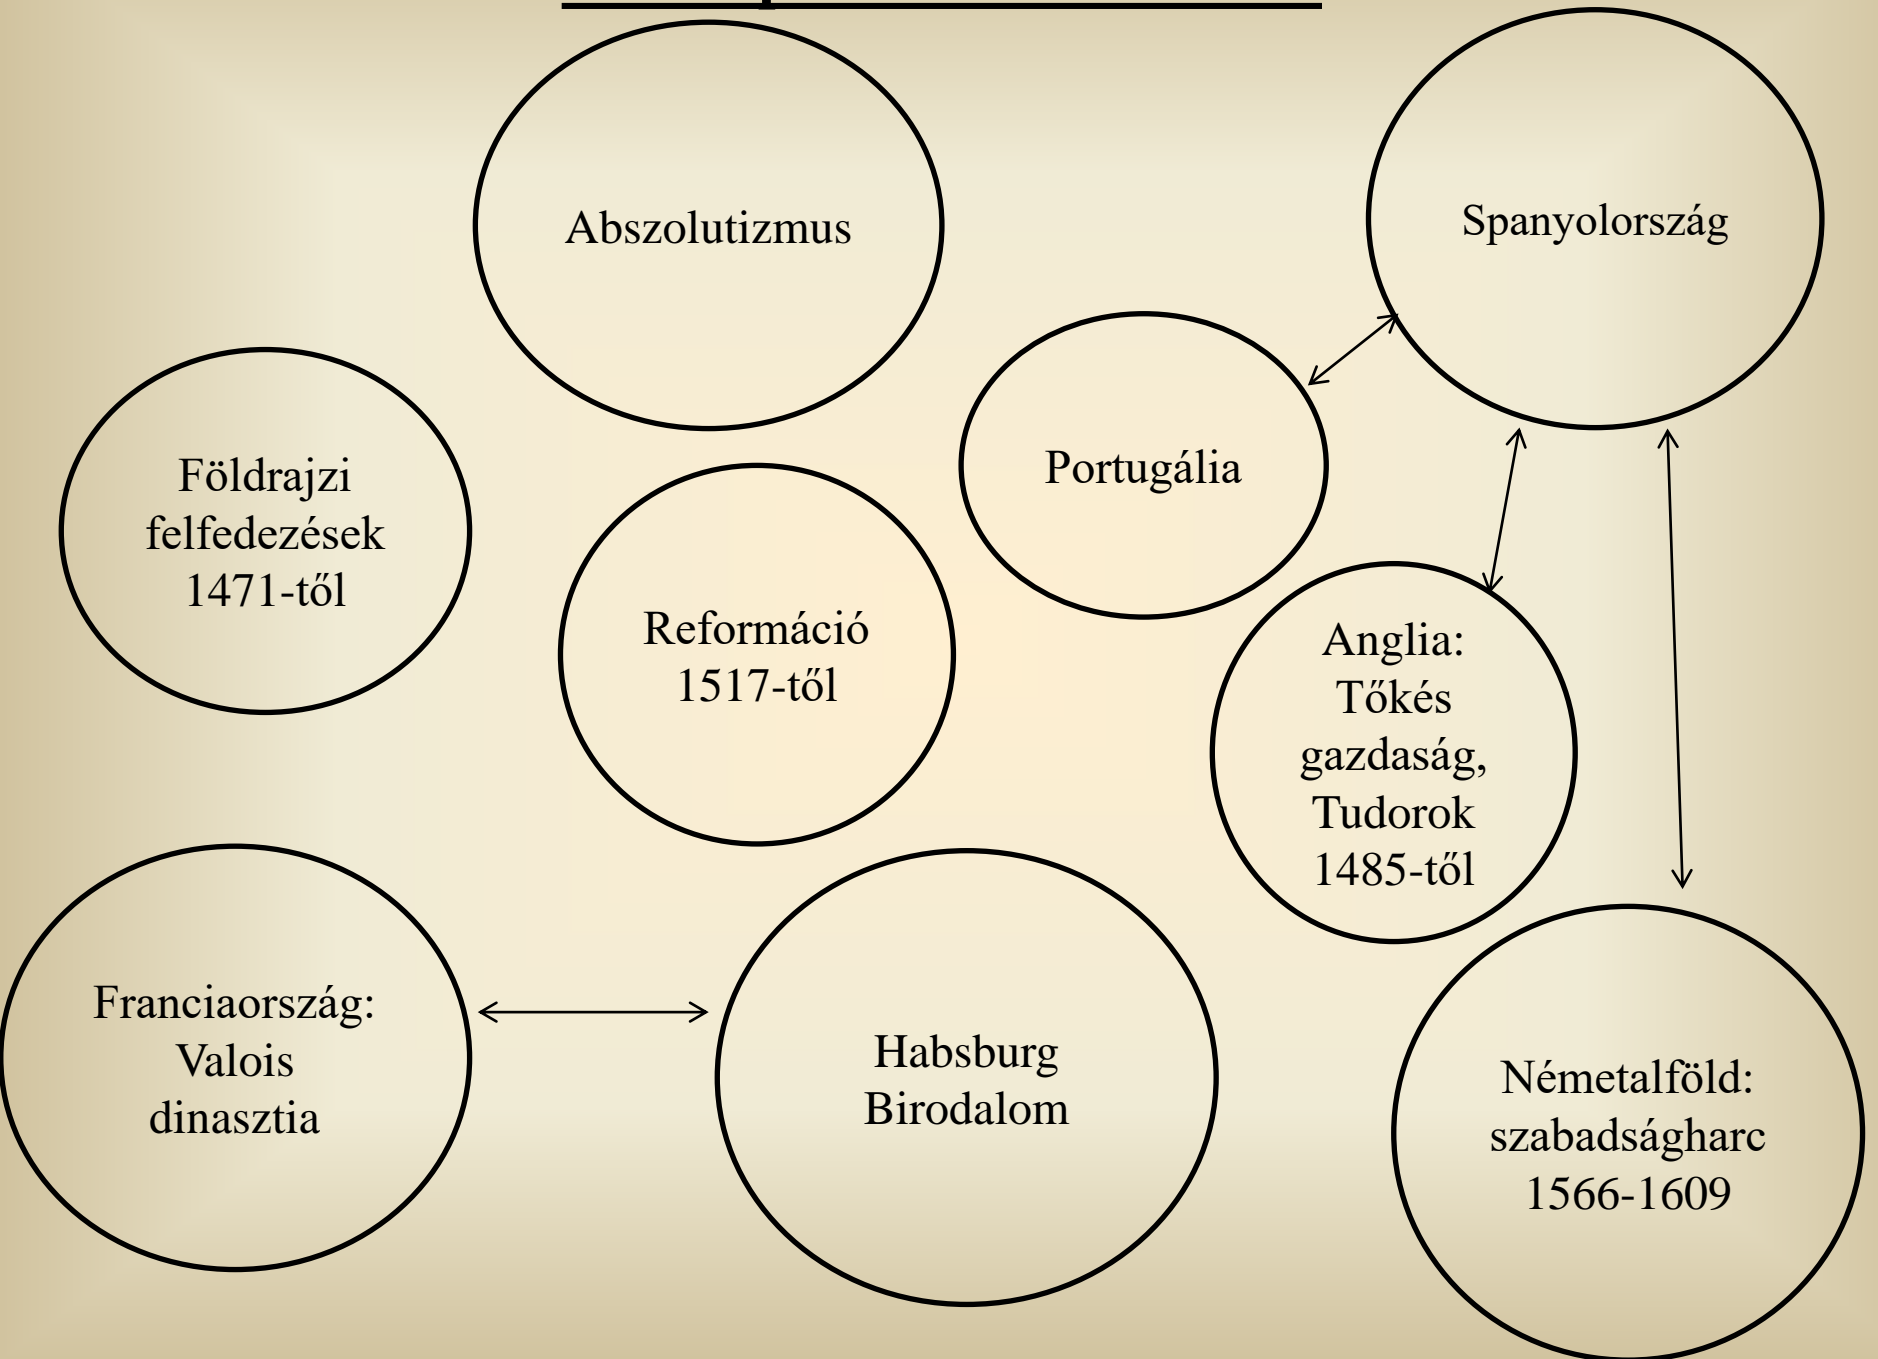 Abszolutizmus
Spanyolország
Földrajzi
felfedezések
1471-től
Portugália
Reformáció
1517-től
Anglia:
Tőkés
gazdaság,
Tudorok
1485-től
Franciaország:
Valois
dinasztia
Habsburg
Birodalom
Németalföld:
szabadságharc
1566-1609